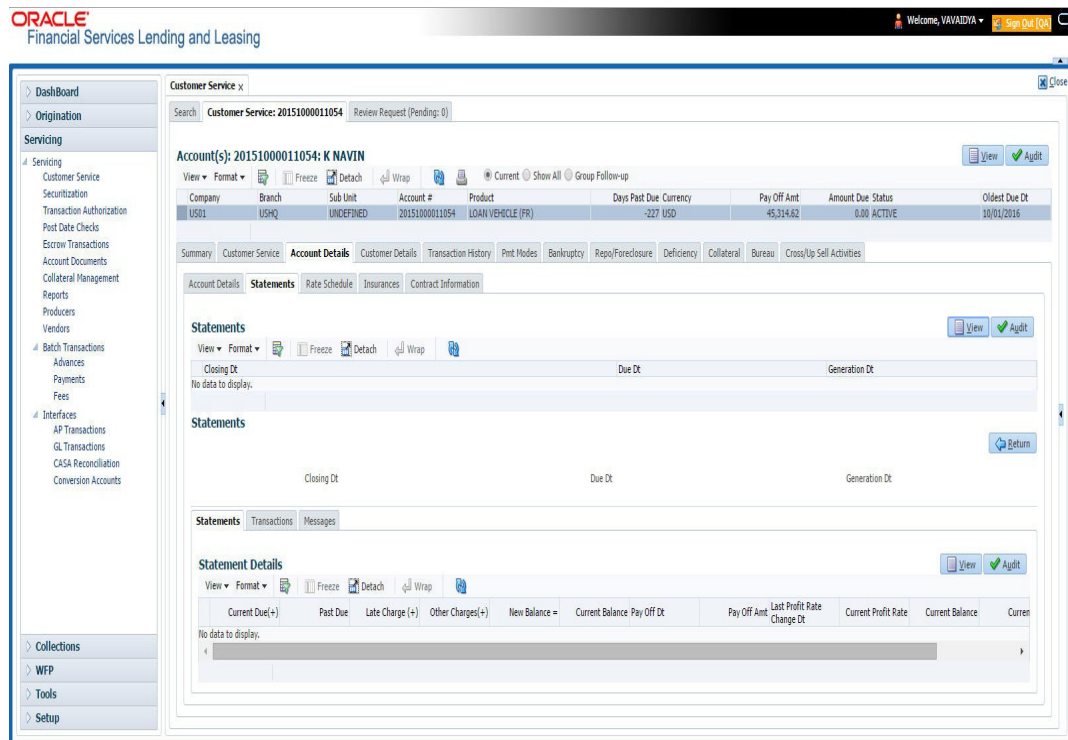 ORACLE
Financial Services Lending and Leasing
Welcome, VAVAIDYA
Sign Out [QA]
Close
DashBoard
Origination
Servicing
Servicing
Customer Service
Securitization
Transaction Authorization
Post Date Checks
Escrow Transactions
Account Documents
Collateral Management
Reports
Producers
Vendors
Batch Transactions
Advances
Payments
Fees
Interfaces
AP Transactions
GL Transactions
CASA Reconciliation
Conversion Accounts
Collections
WFP
Tools
Setup
Customer Service x
Search Customer Service: 20151000011054 Review Request (Pending: 0)
Account(s): 20151000011054: K NAVIN
View Audit
View Format Freeze Detach Wrap Current Show All Group Follow-up
Company Branch Sub Unit Account # Product Days Past Due Currency Pay Off Amt Amount Due Status Oldest Due Dt
US01 USHQ UNDEFINED 20151000011054 LOAN VEHICLE (FR) -227 USD 45,314.62 0.00 ACTIVE 10/01/2016
Summary Customer Service Account Details Customer Details Transaction History Pmt Modes Bankruptcy Repo/Foreclosure Deficiency Collateral Bureau Cross/Up Sell Activities
Account Details Statements Rate Schedule Insurances Contract Information
Statements
View Audit
View Format Freeze Detach Wrap
Closing Dt Due Dt Generation Dt
No data to display.
Statements
Return
Closing Dt Due Dt Generation Dt
Statements Transactions Messages
Statement Details
View Audit
View Format Freeze Detach Wrap
Current Due(+) Past Due Late Charge (+) Other Charges(+) New Balance = Current Balance Pay Off Dt Pay Off Amt Last Profit Rate Change Dt Current Profit Rate Current Balance Curren
No data to display.